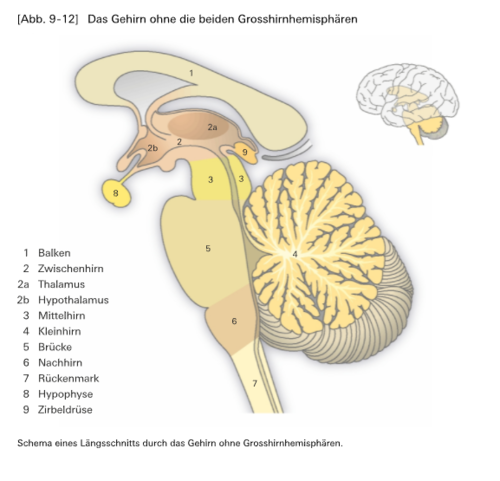 [Abb. 9-12] Das Gehirn ohne die beiden Grosshirnhemisphären
1
2a
2b
2
9
3
3
8
5
4
6
7
1 Balken
2 Zwischenhirn
2a Thalamus
2b Hypothalamus
3 Mittelhirn
4 Kleinhirn
5 Brücke
6 Nachhirn
7 Rückenmark
8 Hypophyse
9 Zirbeldrüse
Schema eines Längsschnitts durch das Gehirn ohne Grosshirnhemisphären.